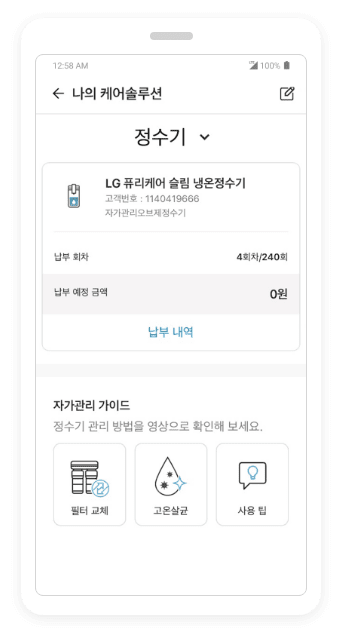 12:58 AM 100%
← 나의 케어솔루션
정수기
LG 퓨리케어 슬림 냉온정수기
고객번호 : 1140419666
자가관리오브제정수기
납부 회차 4회차/240회
납부 예정 금액 0원
납부 내역
자가관리 가이드
정수기 관리 방법을 영상으로 확인해 보세요.
필터 교체 고온살균 사용 팁